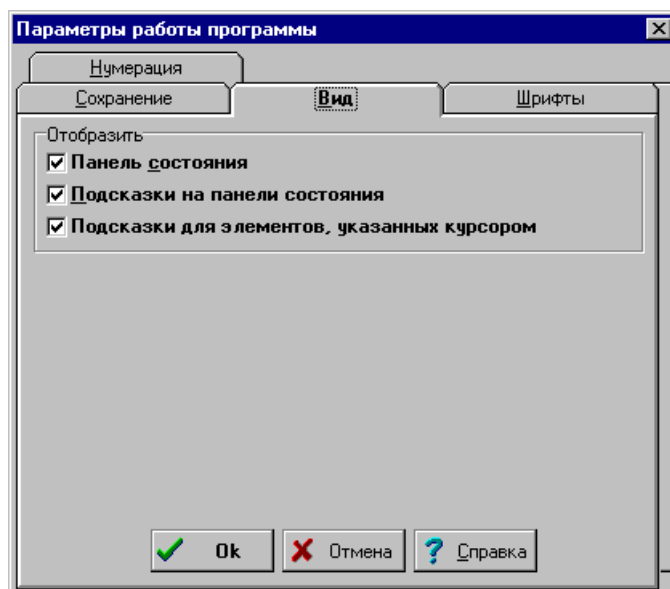 Параметры работы программы
Нумерация
Сохранение
Вид
Шрифты
Отобразить
Панель состояния
Подсказки на панели состояния
Подсказки для элементов, указанных курсором
Ok
Отмена
Справка